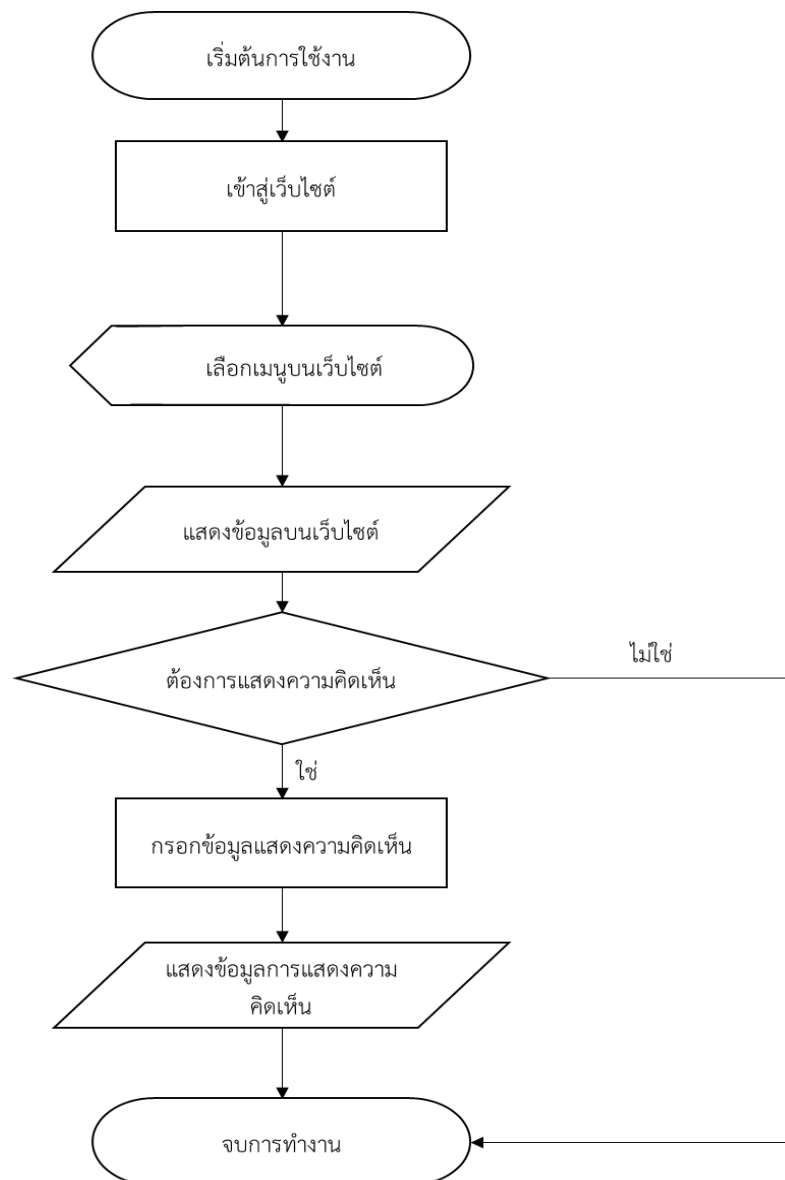 เริ่มต้นการใช้งาน
เข้าสู่เว็บไซต์
เลือกเมนูบนเว็บไซต์
แสดงข้อมูลบนเว็บไซต์
ไม่ใช่
ต้องการแสดงความคิดเห็น
ใช่
กรอกข้อมูลแสดงความคิดเห็น
แสดงข้อมูลการแสดงความ
คิดเห็น
จบการทำงาน